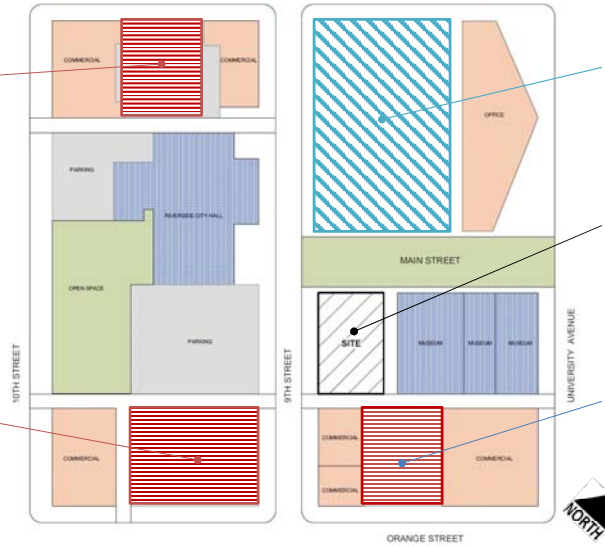 COMMERCIAL
COMMERCIAL
OFFICE
PARKING
RIVERSIDE CITY HALL
MAIN STREET
OPEN SPACE
PARKING
SITE
MUSEUM
MUSEUM
MUSEUM
10TH STREET
9TH STREET
UNIVERSITY AVENUE
COMMERCIAL
COMMERCIAL
COMMERCIAL
COMMERCIAL
NORTH
ORANGE STREET